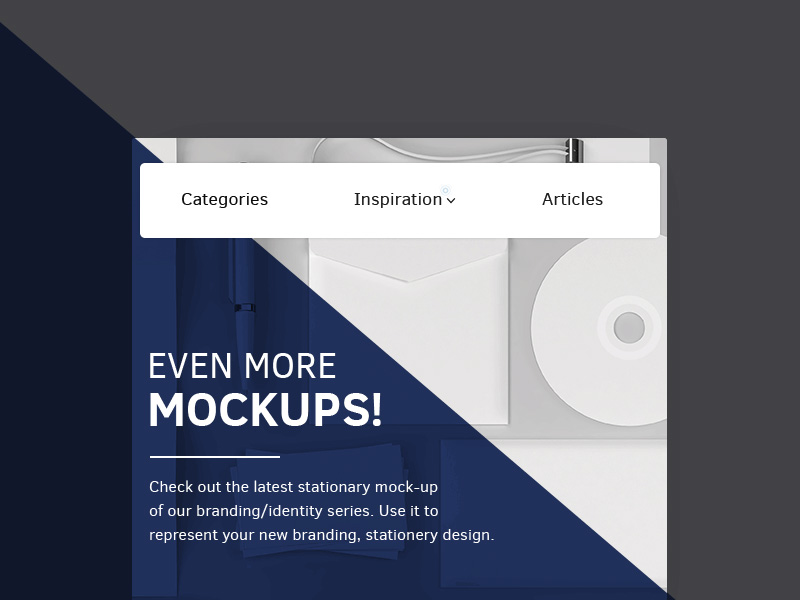 Categories Inspiration Articles
EVEN MORE
MOCKUPS!
Check out the latest stationary mock-up
of our branding/identity series. Use it to
represent your new branding, stationery design.